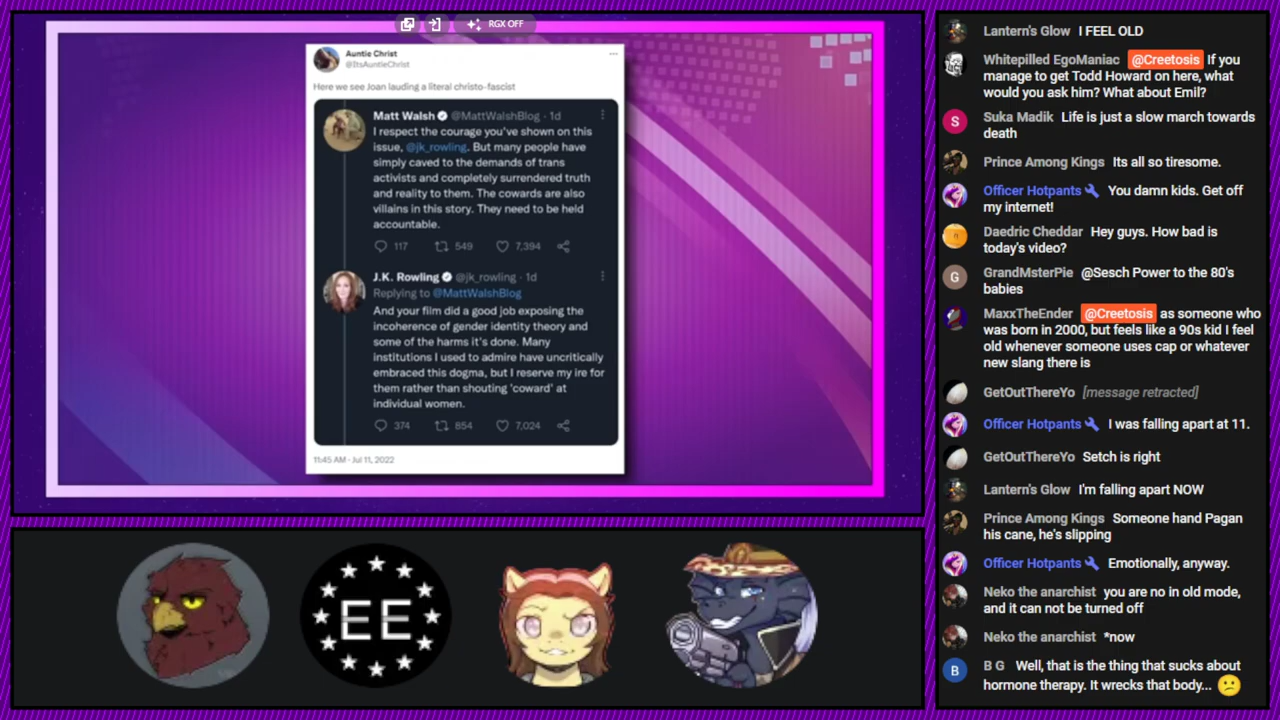 RGX OFF
Auntie Christ
@ItsAuntieChrist
Here we see Joan lauding a literal christo-fascist
Matt Walsh @MattWalshBlog · 1d
I respect the courage you've shown on this
issue, @jk_rowling. But many people have
simply caved to the demands of trans
activists and completely surrendered truth
and reality to them. The cowards are also
villains in this story. They need to be held
accountable.
117 549 7,394
J.K. Rowling @jk_rowling · 1d
Replying to @MattWalshBlog
And your film did a good job exposing the
incoherence of gender identity theory and
some of the harms it's done. Many
institutions I used to admire have uncritically
embraced this dogma, but I reserve my ire for
them rather than shouting 'coward' at
individual women.
374 854 7,024
11:45 AM · Jul 11, 2022
EE
Lantern's Glow I FEEL OLD
Whitepilled EgoManiac @Creetosis If you
manage to get Todd Howard on here, what
would you ask him? What about Emil?
S
Suka Madik Life is just a slow march towards
death
Prince Among Kings Its all so tiresome.
Officer Hotpants You damn kids. Get off
my internet!
Daedric Cheddar Hey guys. How bad is
today's video?
G
GrandMsterPie @Sesch Power to the 80's
babies
MaxxTheEnder @Creetosis as someone who
was born in 2000, but feels like a 90s kid I feel
old whenever someone uses cap or whatever
new slang there is
GetOutThereYo [message retracted]
Officer Hotpants I was falling apart at 11.
GetOutThereYo Setch is right
Lantern's Glow I'm falling apart NOW
Prince Among Kings Someone hand Pagan
his cane, he's slipping
Officer Hotpants Emotionally, anyway.
Neko the anarchist you are no in old mode,
and it can not be turned off
Neko the anarchist *now
B
B G Well, that is the thing that sucks about
hormone therapy. It wrecks that body... 😕